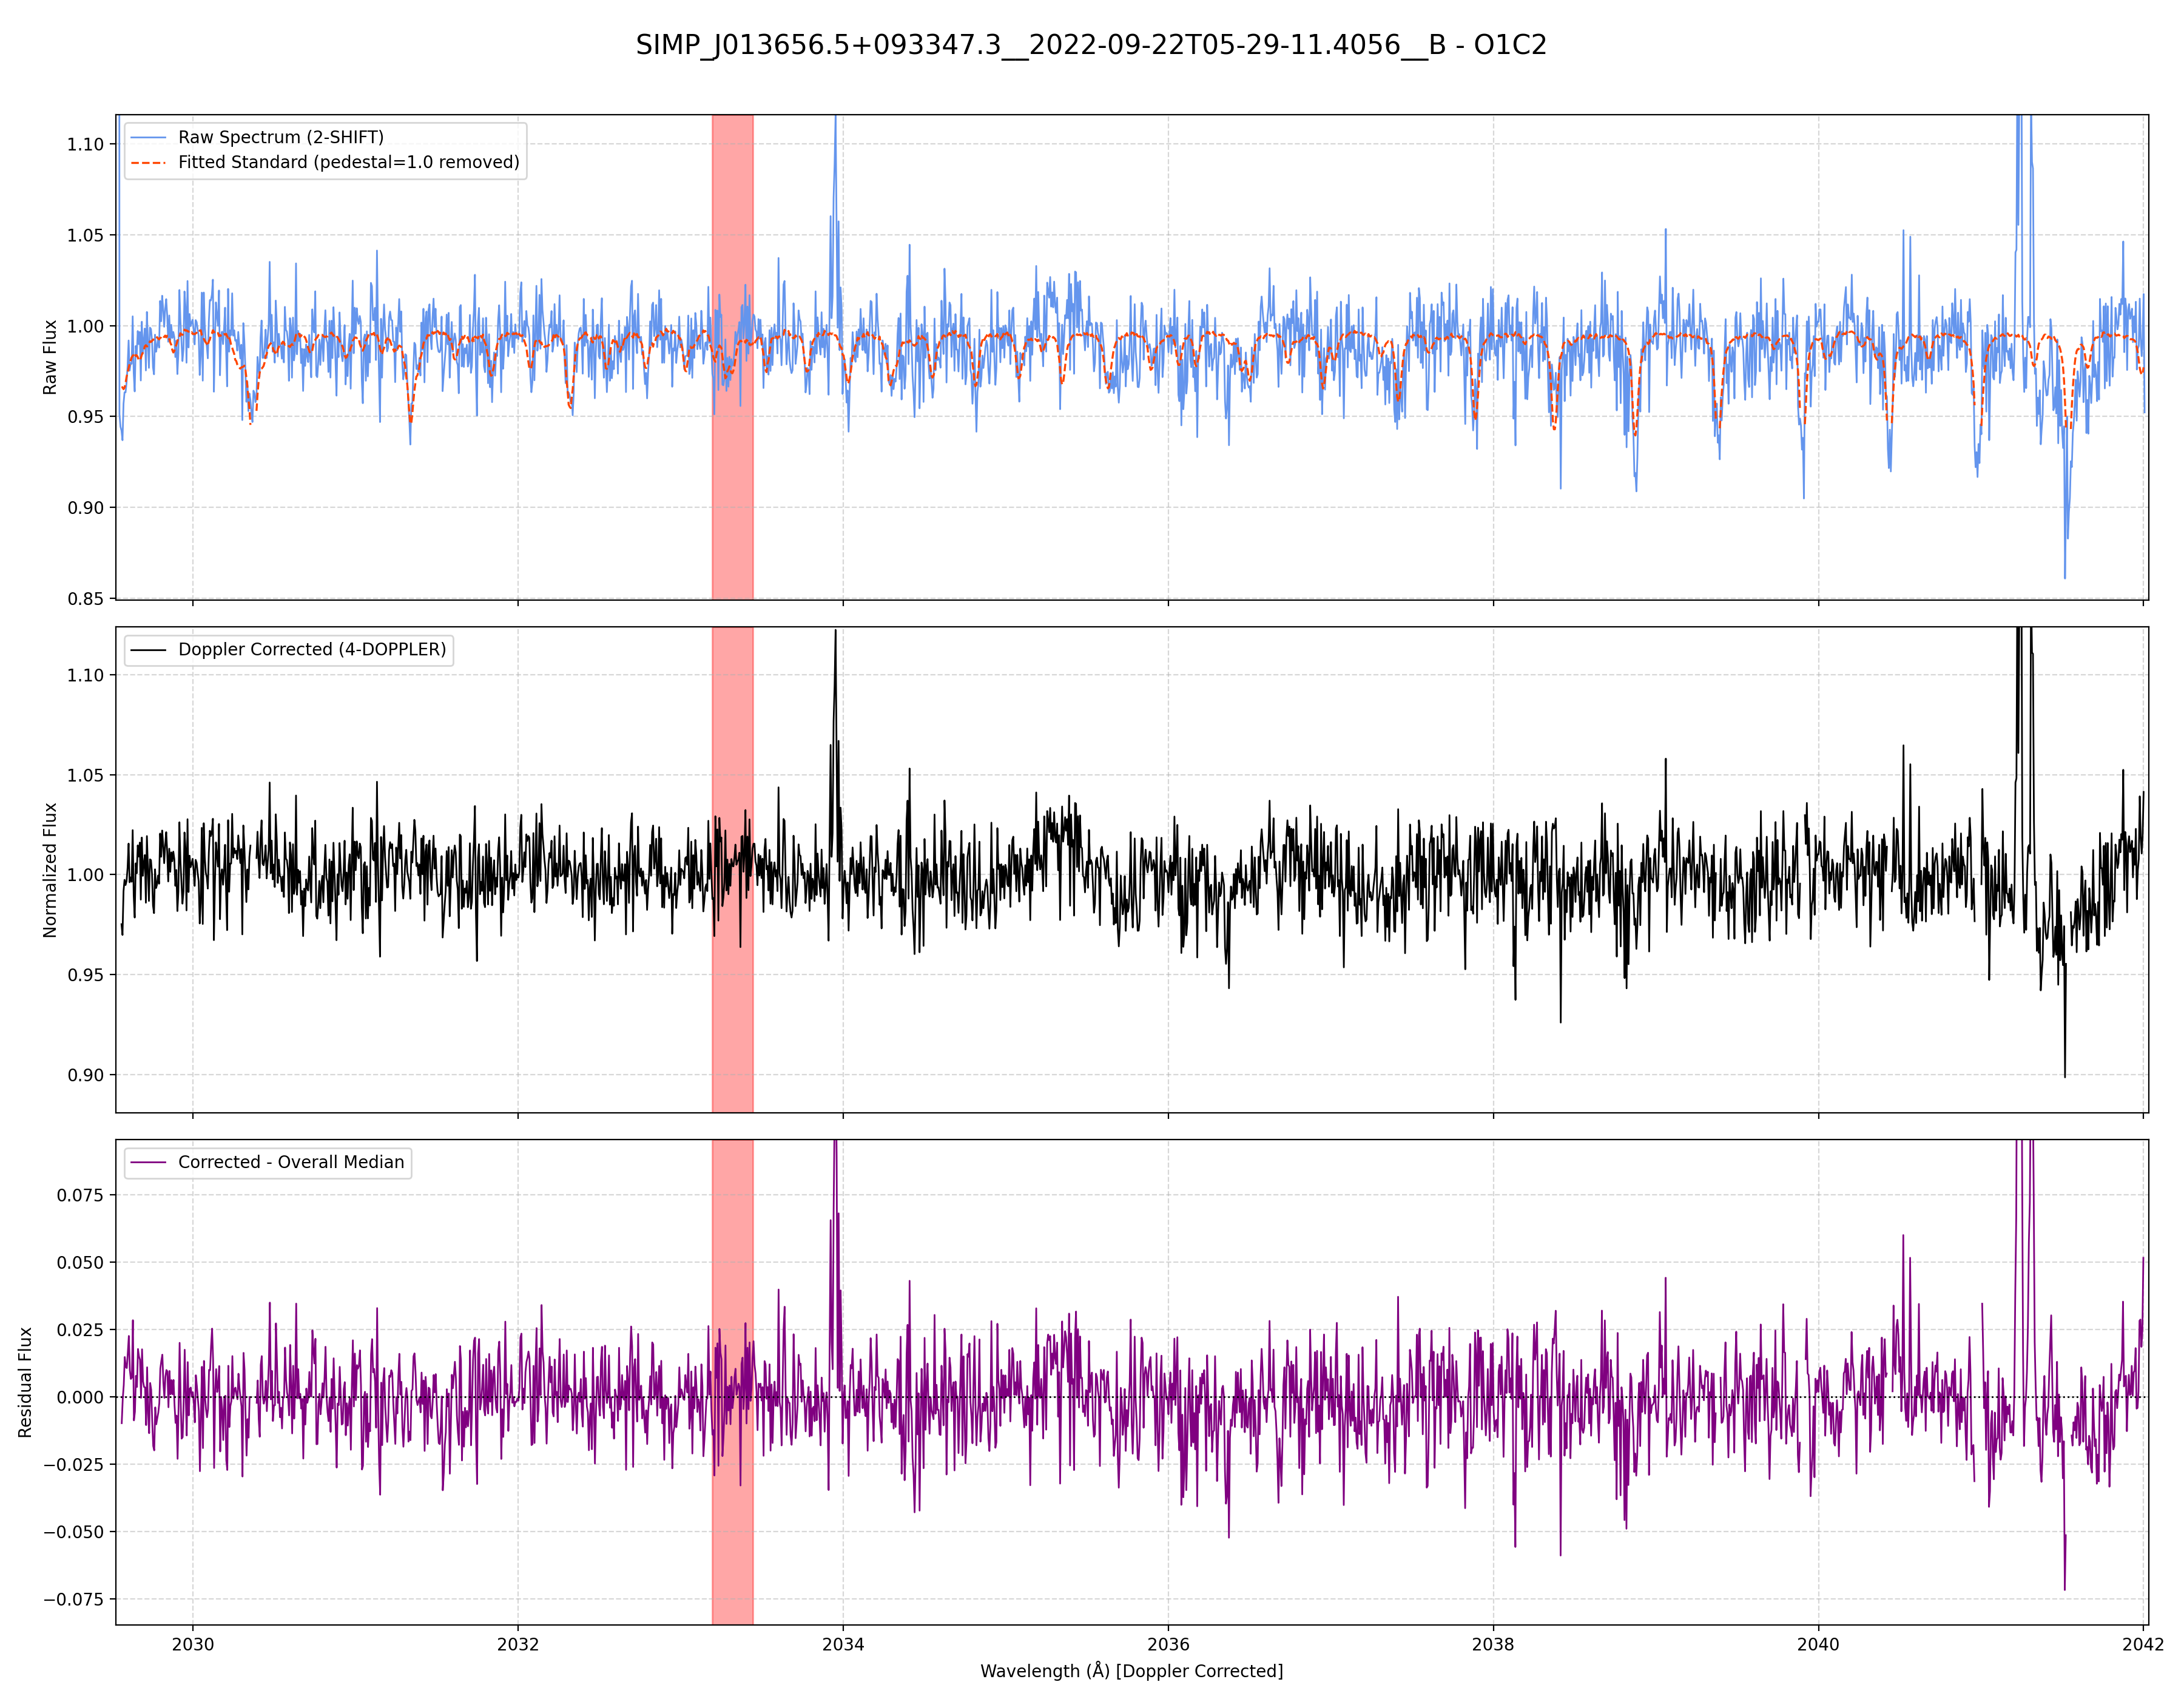 SIMP_J013656.5+093347.3__2022-09-22T05-29-11.4056__B - O1C2
Raw Spectrum (2-SHIFT)
Fitted Standard (pedestal=1.0 removed)
Raw Flux
1.10
1.05
1.00
0.95
0.90
0.85
Doppler Corrected (4-DOPPLER)
Normalized Flux
1.10
1.05
1.00
0.95
0.90
Corrected - Overall Median
Residual Flux
0.075
0.050
0.025
0.000
−0.025
−0.050
−0.075
2030 2032 2034 2036 2038 2040 2042
Wavelength (Å) [Doppler Corrected]